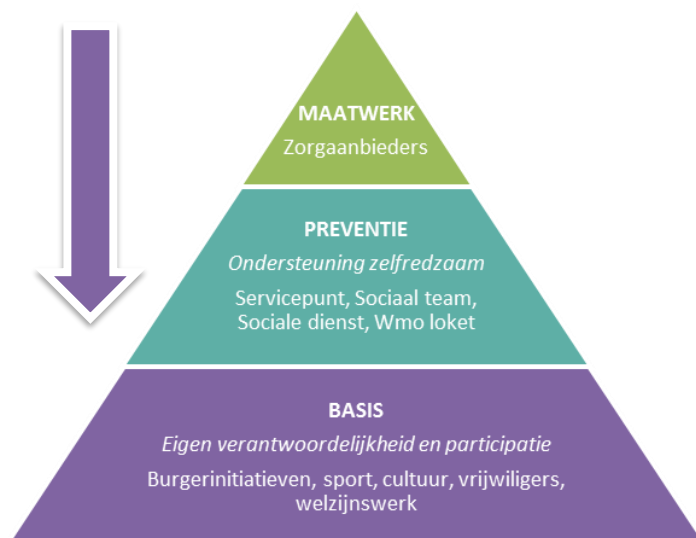 MAATWERK
Zorgaanbieders
PREVENTIE
Ondersteuning zelfredzaam
Servicepunt, Sociaal team,
Sociale dienst, Wmo loket
BASIS
Eigen verantwoordelijkheid en participatie
Burgerinitiatieven, sport, cultuur, vrijwiligers,
welzijnswerk